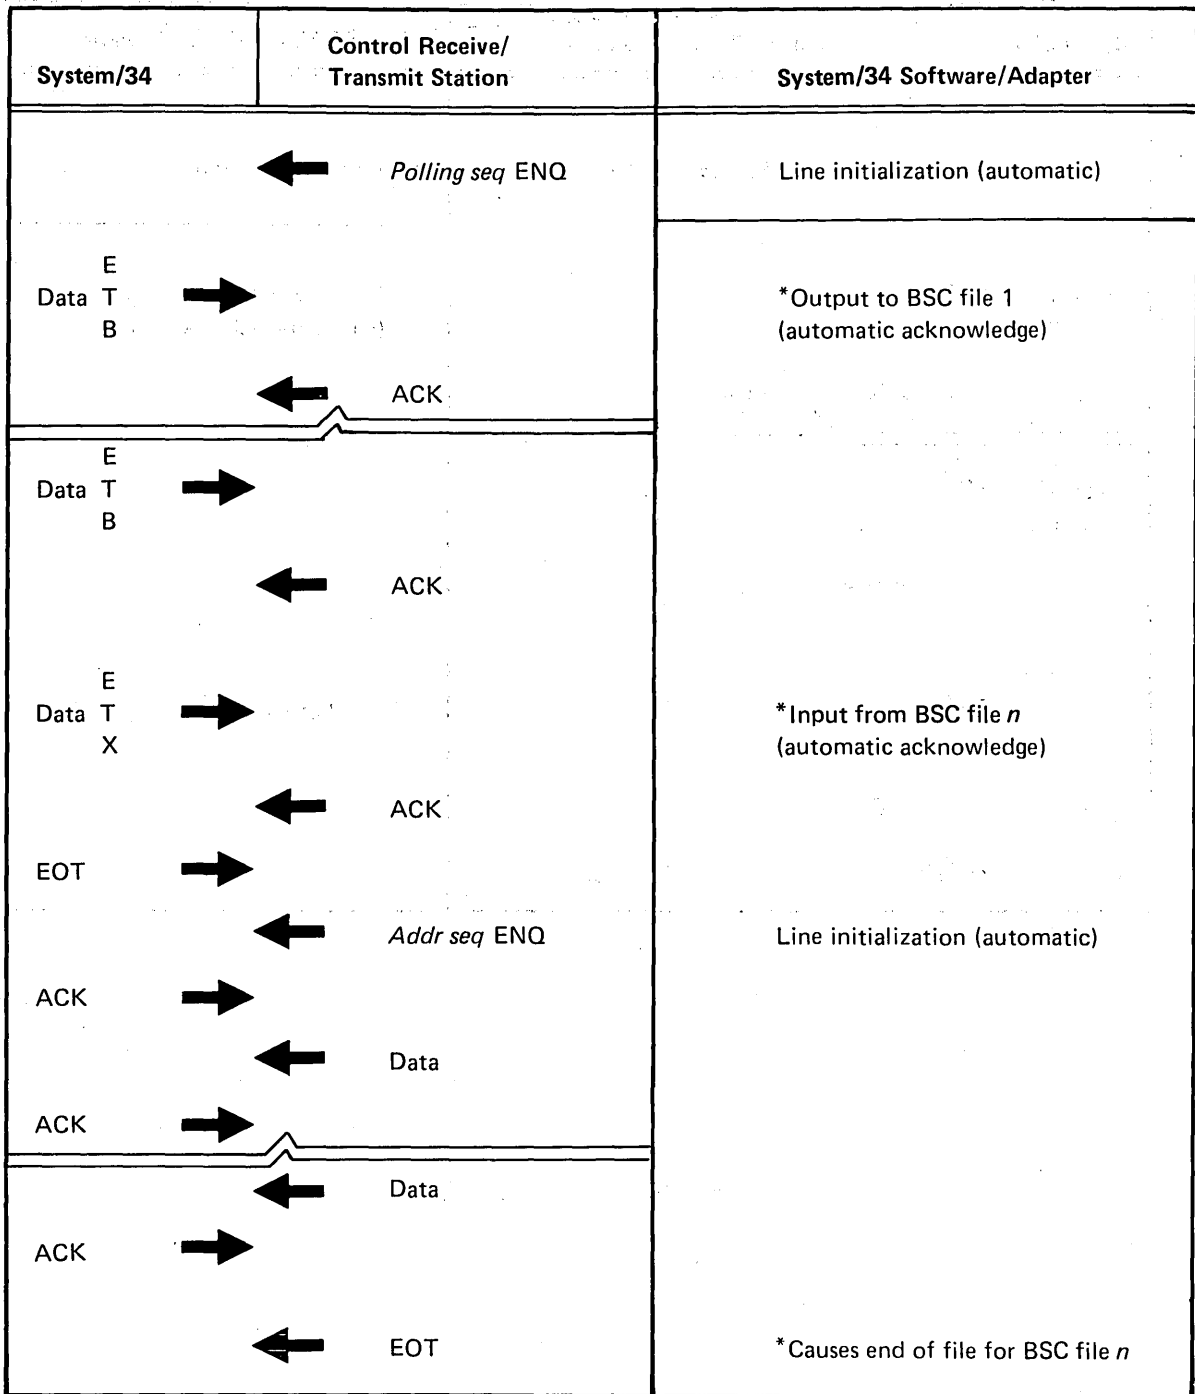 System/34
Control Receive/
Transmit Station
System/34 Software/Adapter
Polling seq ENQ
Line initialization (automatic)
E
Data T
B
*Output to BSC file 1
(automatic acknowledge)
ACK
E
Data T
B
ACK
E
Data T
X
*Input from BSC file n
(automatic acknowledge)
ACK
EOT
Addr seq ENQ
Line initialization (automatic)
ACK
Data
ACK
Data
ACK
EOT
*Causes end of file for BSC file n